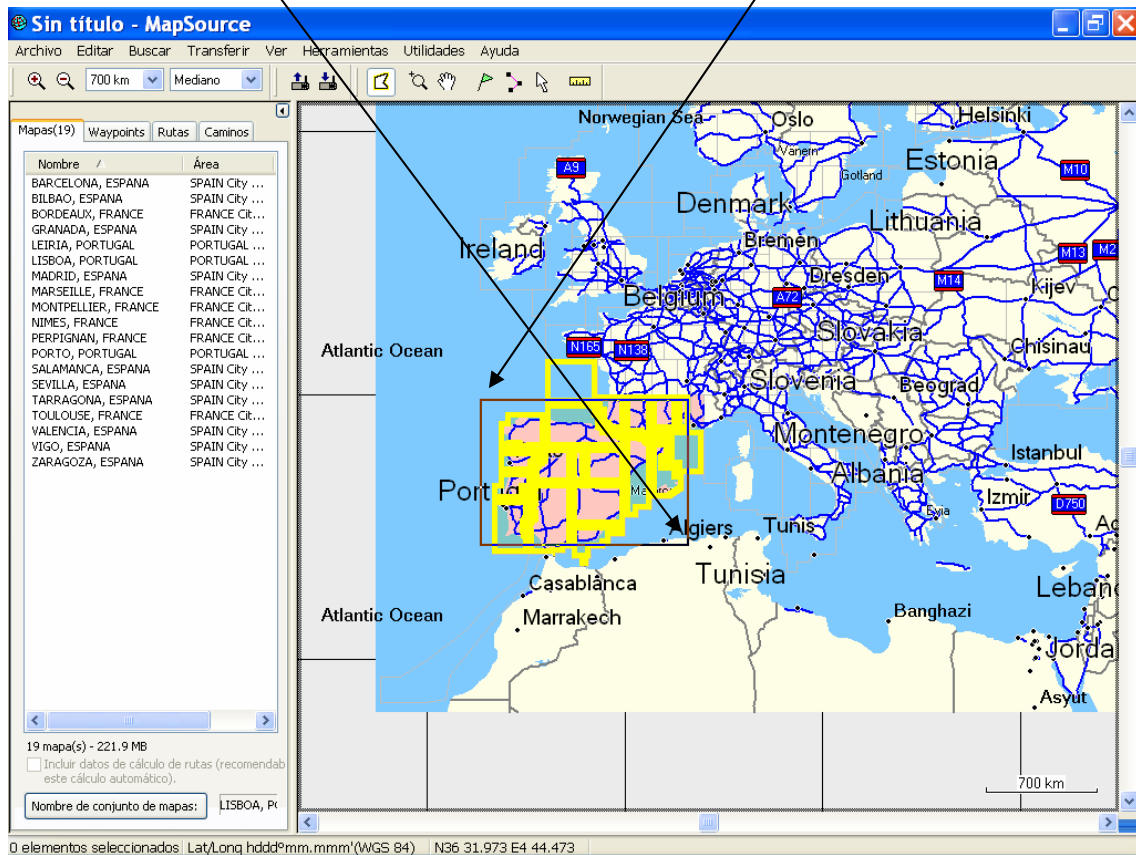 Sin título - MapSource
Archivo Editar Buscar Transferir Ver Herramientas Utilidades Ayuda
700 km Mediano
Mapas(19) Waypoints Rutas Caminos
Nombre Área
BARCELONA, ESPANA SPAIN City ...
BILBAO, ESPANA SPAIN City ...
BORDEAUX, FRANCE FRANCE Cit...
GRANADA, ESPANA SPAIN City ...
LEIRIA, PORTUGAL PORTUGAL ...
LISBOA, PORTUGAL PORTUGAL ...
MADRID, ESPANA SPAIN City ...
MARSEILLE, FRANCE FRANCE Cit...
MONTPELLIER, FRANCE FRANCE Cit...
NIMES, FRANCE FRANCE Cit...
PERPIGNAN, FRANCE FRANCE Cit...
PORTO, PORTUGAL PORTUGAL ...
SALAMANCA, ESPANA SPAIN City ...
SEVILLA, ESPANA SPAIN City ...
TARRAGONA, ESPANA SPAIN City ...
TOULOUSE, FRANCE FRANCE Cit...
VALENCIA, ESPANA SPAIN City ...
VIGO, ESPANA SPAIN City ...
ZARAGOZA, ESPANA SPAIN City ...
19 mapa(s) - 221.9 MB
Incluir datos de cálculo de rutas (recomendab
este cálculo automático).
Nombre de conjunto de mapas: LISBOA, PO
Norwegian Sea Oslo Helsinki
Vanern
A9 Estonia M10
Gotland
Denmark
Lithuania
Ireland Bremen
M13 M2
Dresden M14 Kijev
Belgium A72
Slovakia
Atlantic Ocean N165 N138 Chisinau
Slovenia Beograd
Montenegro
Istanbul
Albania
Portug Izmir
Evia D750
Algiers Tunis
Tunisia
Casablanca Leban
Atlantic Ocean Marrakech Banghazi
Jorda
Asyut
700 km
0 elementos seleccionados Lat/Long hdddºmm.mmm'(WGS 84) N36 31.973 E4 44.473